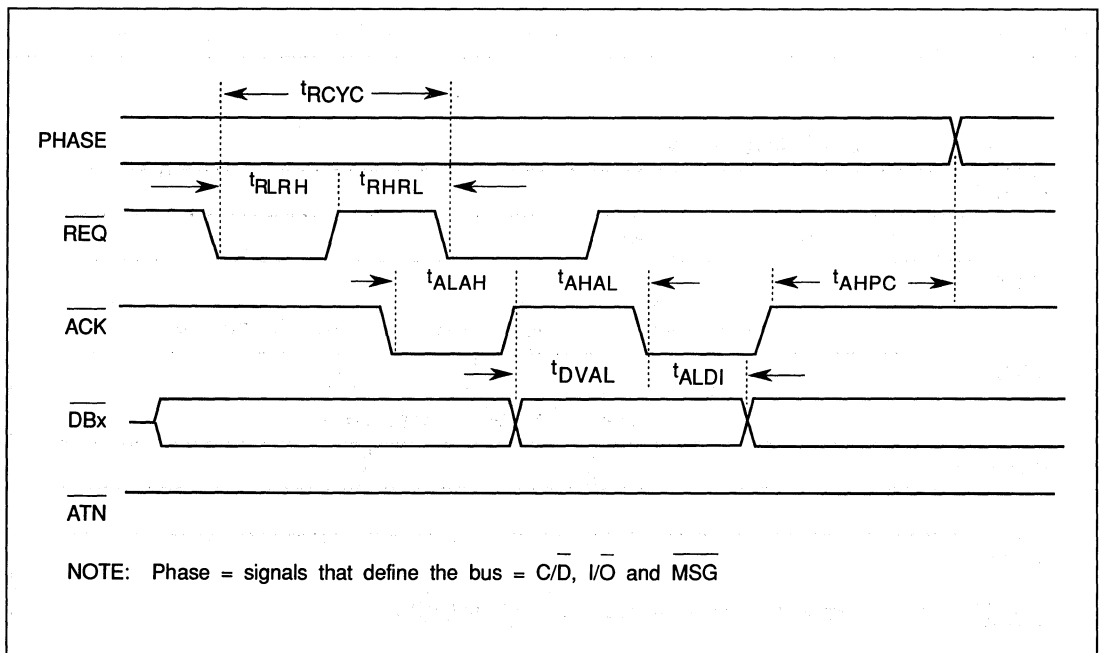 tRCYC
PHASE
tRLRH tRHRL
REQ
tALAH tAHAL tAHPC
ACK
tDVAL tALDI
DBx
ATN
NOTE: Phase = signals that define the bus = C/D̅, I/O̅ and M̅S̅G̅